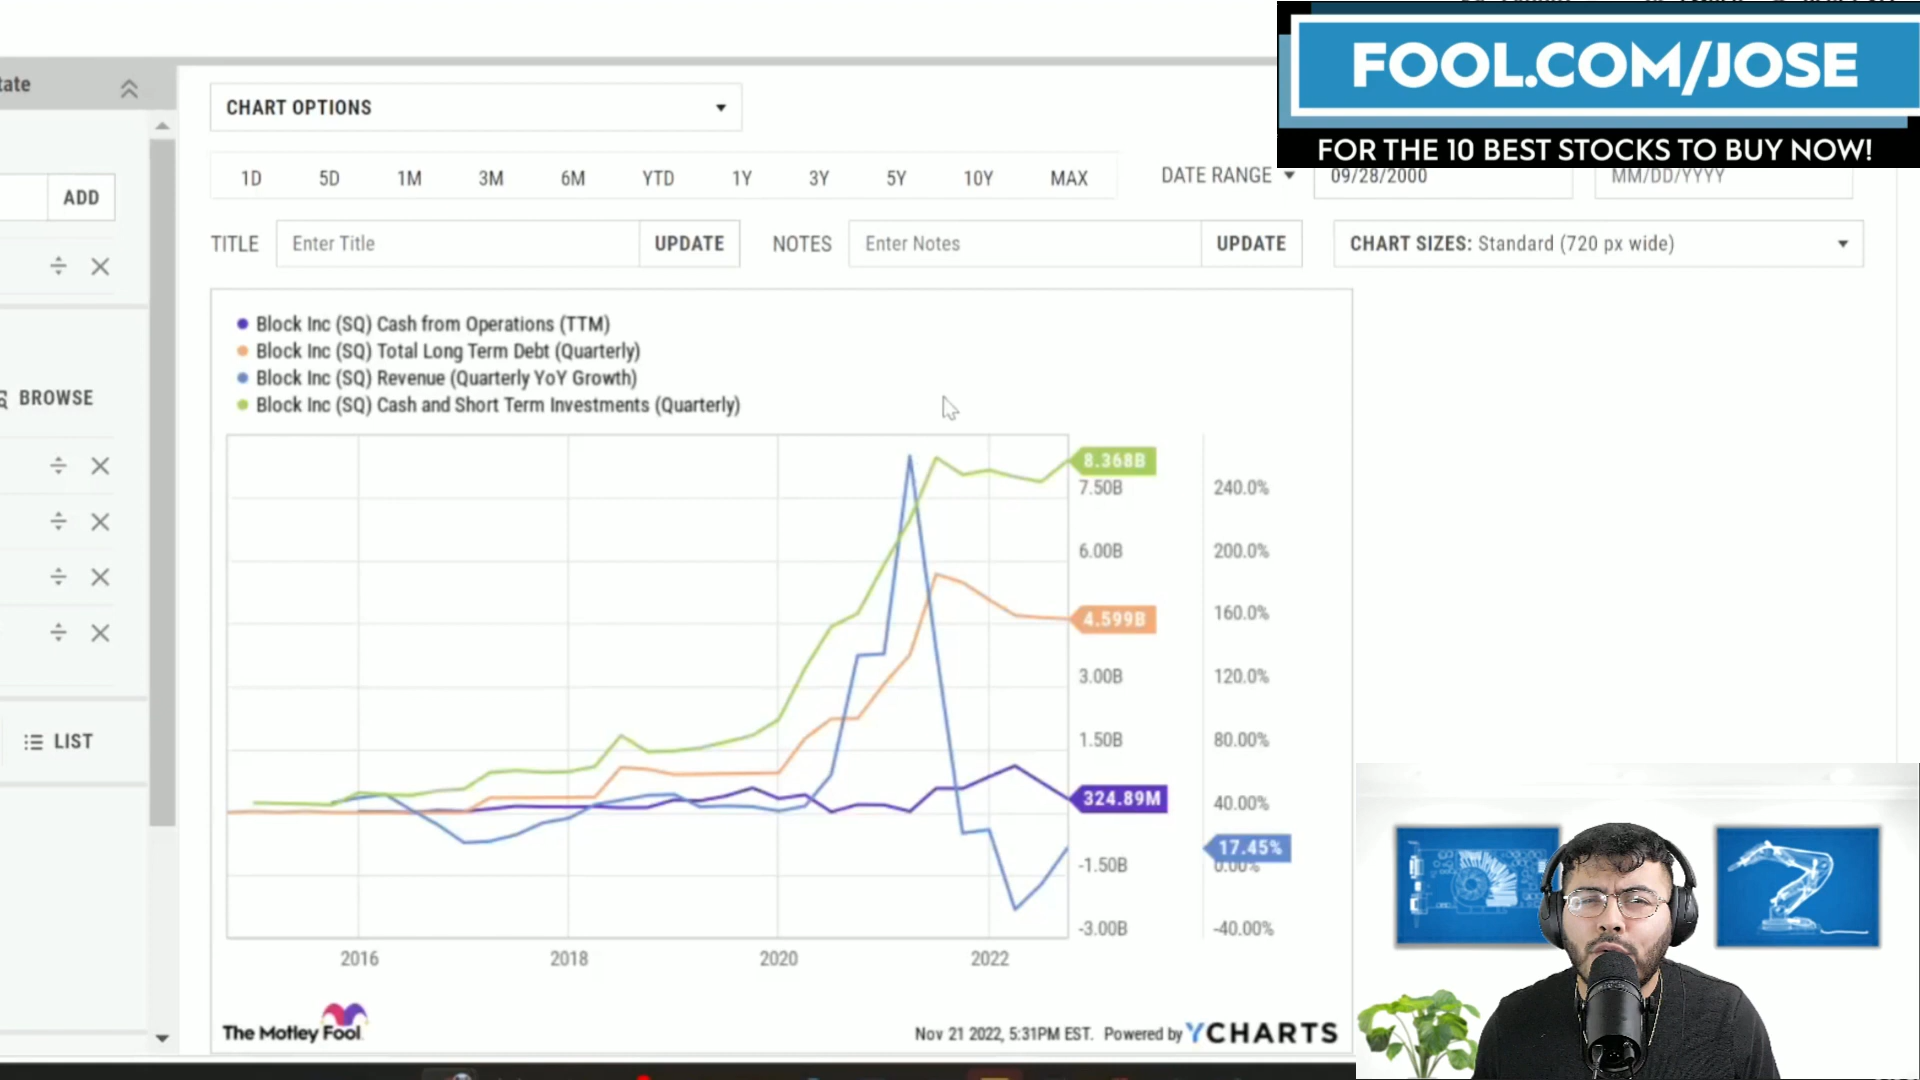 FOOL.COM/JOSE
FOR THE 10 BEST STOCKS TO BUY NOW!
CHART OPTIONS
1D 5D 1M 3M 6M YTD 1Y 3Y 5Y 10Y MAX DATE RANGE 09/28/2000 MM/DD/YYYY
ADD
TITLE Enter Title UPDATE NOTES Enter Notes UPDATE CHART SIZES: Standard (720 px wide)
Block Inc (SQ) Cash from Operations (TTM)
Block Inc (SQ) Total Long Term Debt (Quarterly)
Block Inc (SQ) Revenue (Quarterly YoY Growth)
Block Inc (SQ) Cash and Short Term Investments (Quarterly)
BROWSE
LIST
8.368B
7.50B 240.0%
6.00B 200.0%
4.599B 160.0%
3.00B 120.0%
1.50B 80.00%
324.89M 40.00%
17.45%
-1.50B 0.00%
-3.00B -40.00%
2016 2018 2020 2022
The Motley Fool
Nov 21 2022, 5:31PM EST. Powered by YCHARTS